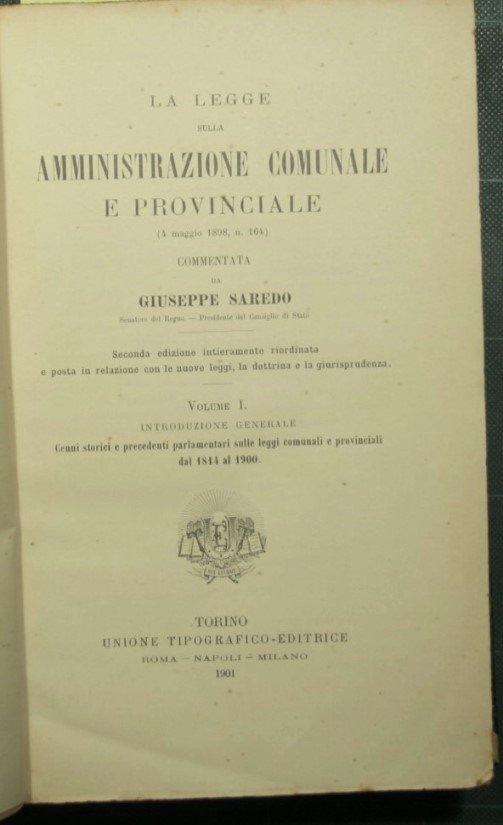 LA LEGGE
SULLA
AMMINISTRAZIONE COMUNALE
E PROVINCIALE
(4 maggio 1898, n. 164)
COMMENTATA
DA
GIUSEPPE SAREDO
Senatore del Regno — Presidente del Consiglio di Stato
Seconda edizione intieramente riordinata
e posta in relazione con le nuove leggi, la dottrina e la giurisprudenza.
VOLUME I.
INTRODUZIONE GENERALE
Cenni storici e precedenti parlamentari sulle leggi comunali e provinciali
dal 1814 al 1900.
TORINO
UNIONE TIPOGRAFICO-EDITRICE
ROMA — NAPOLI — MILANO
1901